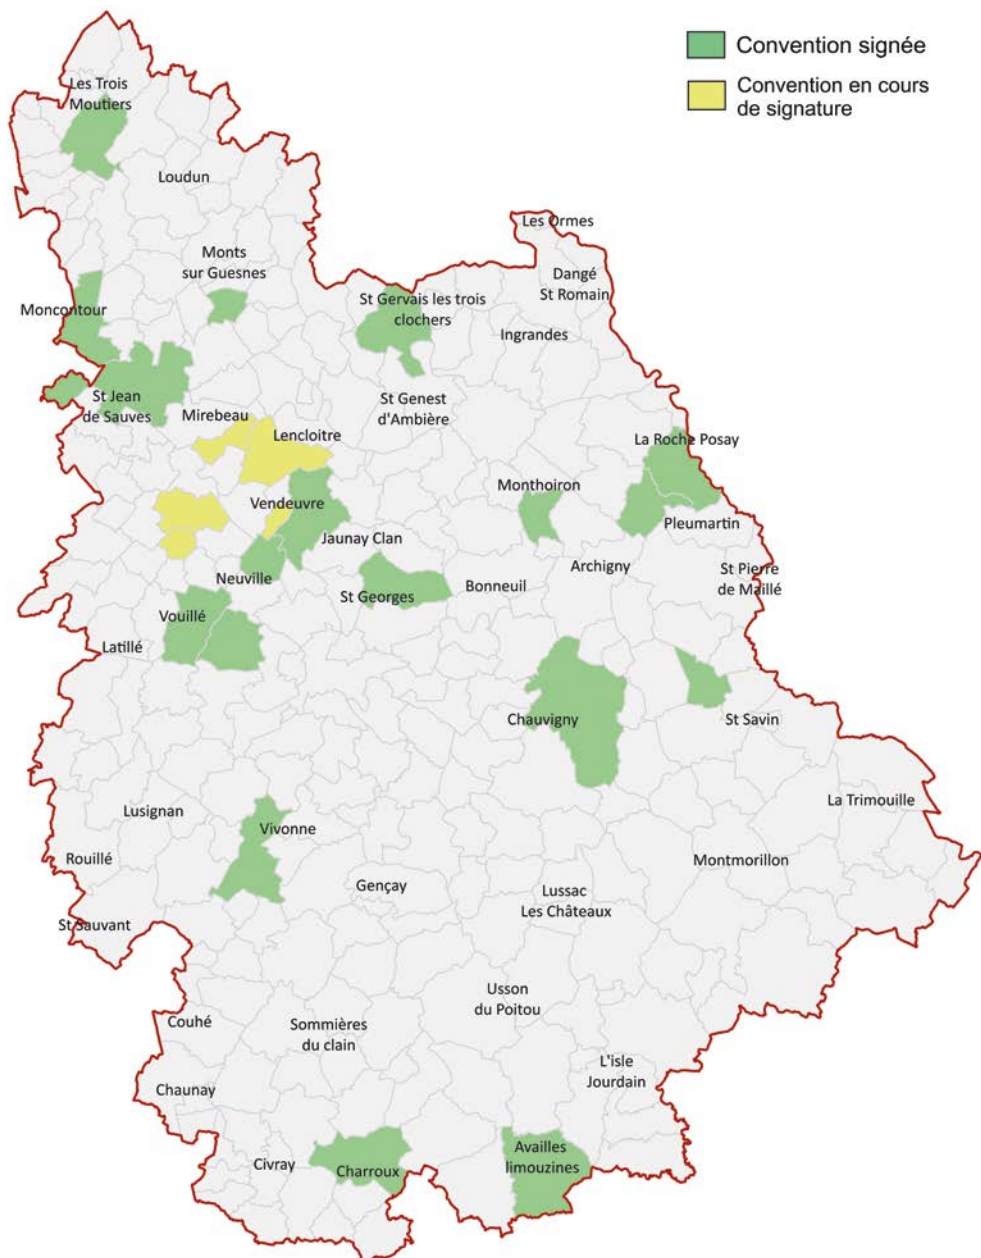 Convention signée
Convention en cours
de signature
Les Trois
Moutiers
Loudun
Les Ormes
Monts
sur Guesnes
Dangé
St Romain
Moncontour
St Gervais les trois
clochers
Ingrandes
St Jean
de Sauves
St Genest
d'Ambière
Mirebeau
Lencloitre
La Roche Posay
Monthoiron
Vendeuvre
Pleumartin
Jaunay Clan
Archigny
St Pierre
de Maillé
Neuville
Bonneuil
St Georges
Vouillé
Latillé
Chauvigny
St Savin
La Trimouille
Lusignan
Vivonne
Rouillé
Montmorillon
Gençay
Lussac
Les Châteaux
St Sauvant
Usson
du Poitou
Couhé
Sommières
du clain
L'isle
Jourdain
Chaunay
Availles
limouzines
Civray
Charroux